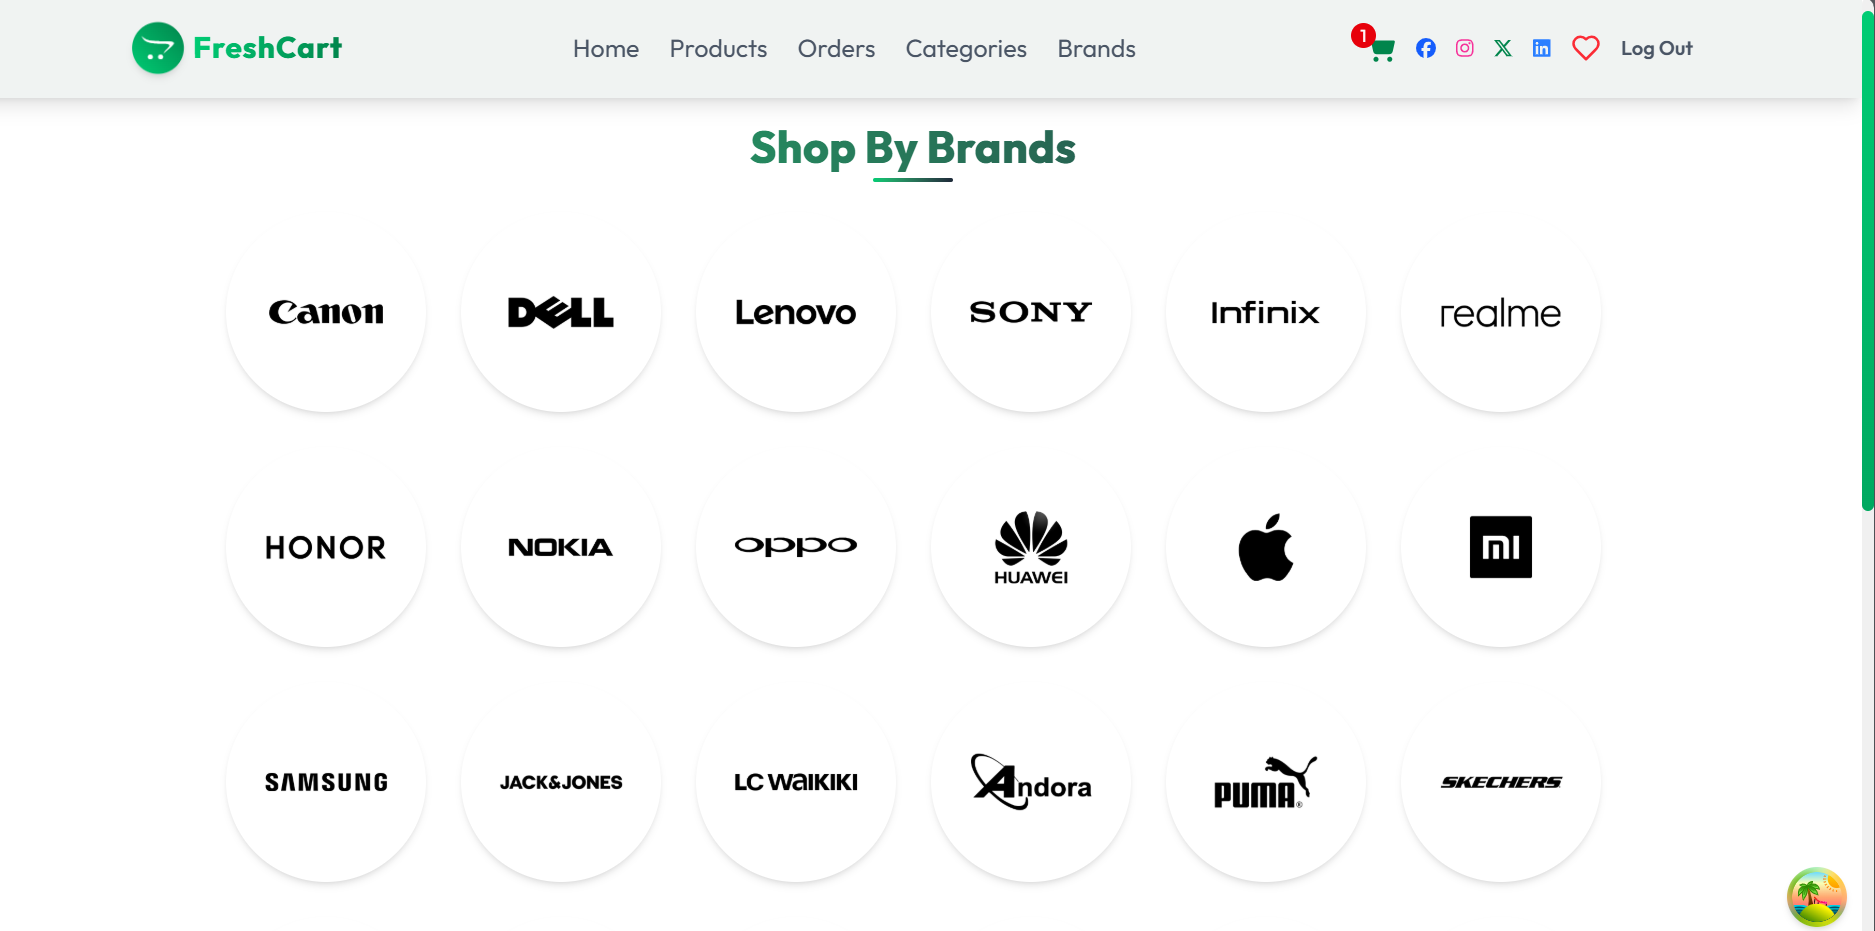 FreshCart Home Products Orders Categories Brands 1 Log Out
Shop By Brands
Canon DELL Lenovo SONY Infinix realme
HONOR NOKIA oppo HUAWEI mi
SAMSUNG JACK&JONES LC WAIKIKI Andora PUMA® SKECHERS